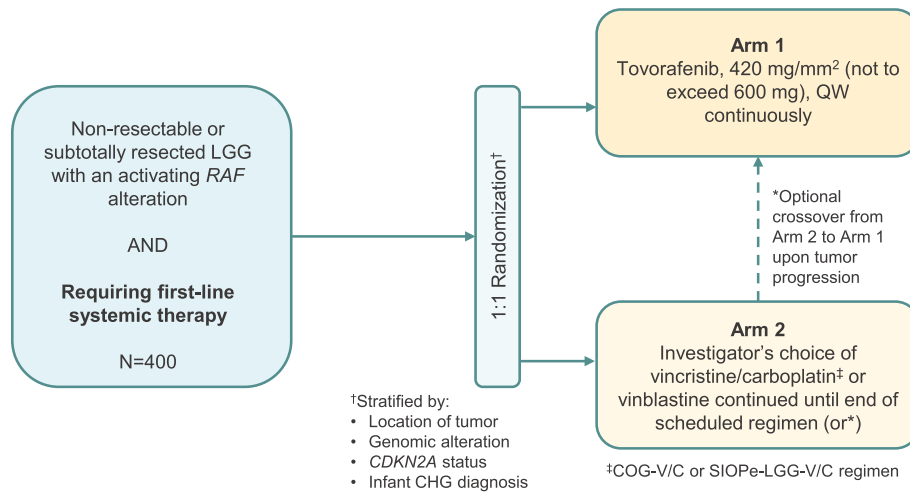 Non-resectable or
subtotally resected LGG
with an activating RAF
alteration
AND
Requiring first-line
systemic therapy
N=400
1:1 Randomization†
†Stratified by:
• Location of tumor
• Genomic alteration
• CDKN2A status
• Infant CHG diagnosis
Arm 1
Tovorafenib, 420 mg/mm² (not to
exceed 600 mg), QW
continuously
*Optional
crossover from
Arm 2 to Arm 1
upon tumor
progression
Arm 2
Investigator's choice of
vincristine/carboplatin‡ or
vinblastine continued until end of
scheduled regimen (or*)
‡COG-V/C or SIOPe-LGG-V/C regimen